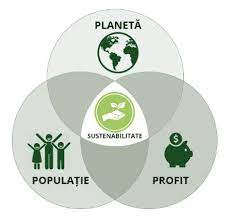 PLANETĂ
SUSTENABILITATE
$
POPULAȚIE
PROFIT